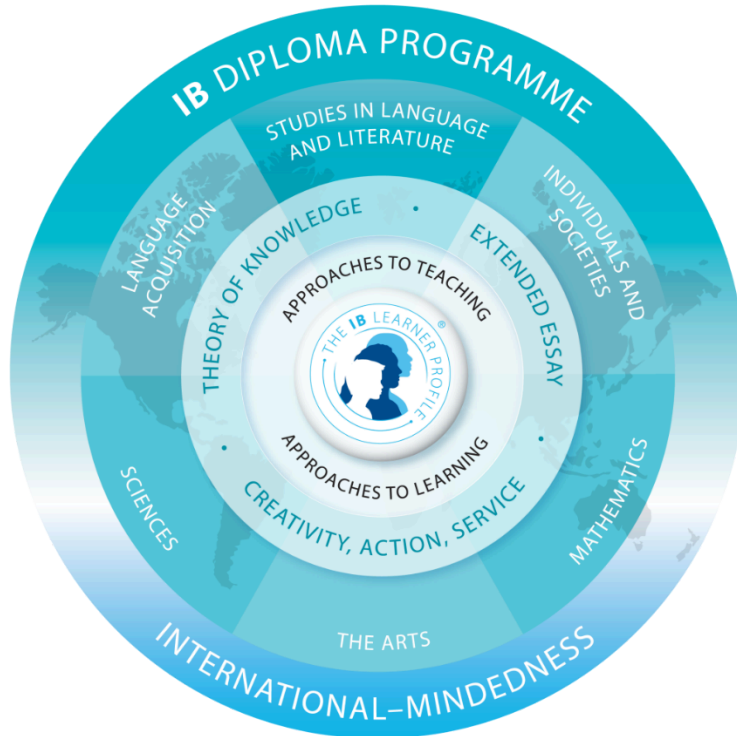 IB DIPLOMA PROGRAMME
STUDIES IN LANGUAGE
AND LITERATURE
LANGUAGE
ACQUISITION
INDIVIDUALS AND
SOCIETIES
THEORY OF KNOWLEDGE
·
EXTENDED ESSAY
APPROACHES TO TEACHING
THE IB LEARNER PROFILE
®
APPROACHES TO LEARNING
·
CREATIVITY, ACTION, SERVICE
·
SCIENCES
MATHEMATICS
THE ARTS
INTERNATIONAL–MINDEDNESS